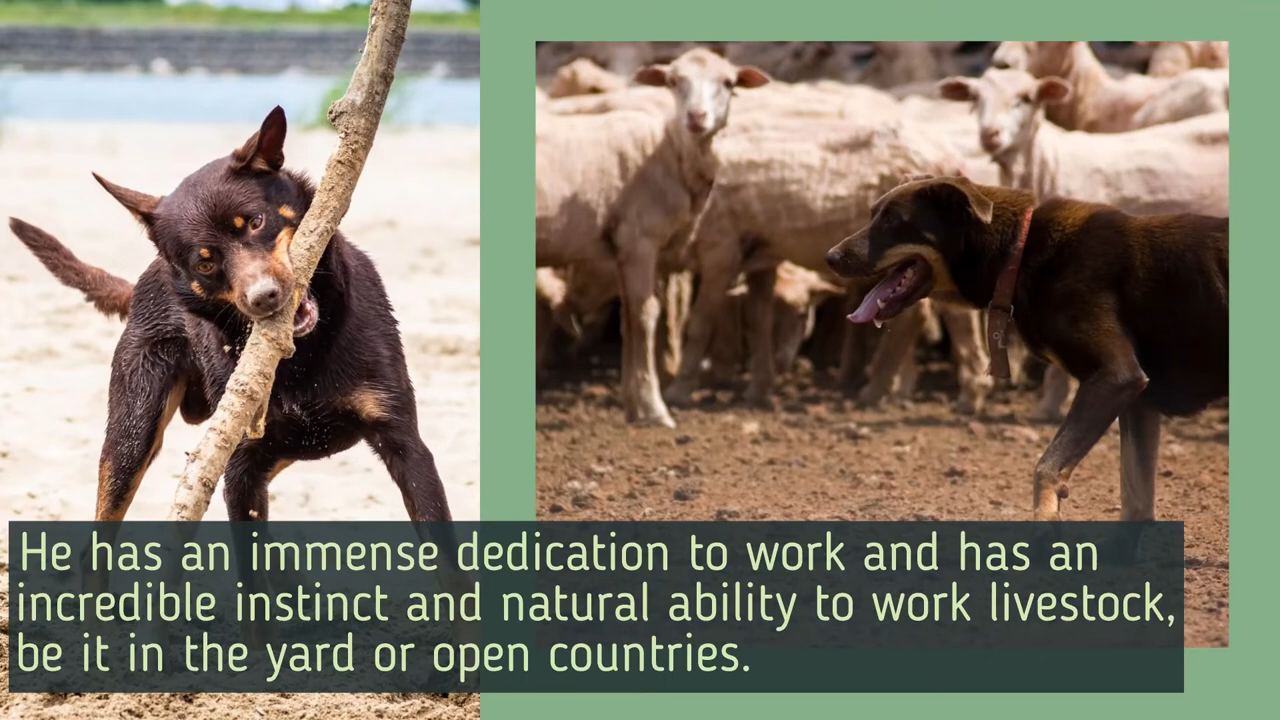 He has an immense dedication to work and has an
incredible instinct and natural ability to work livestock,
be it in the yard or open countries.